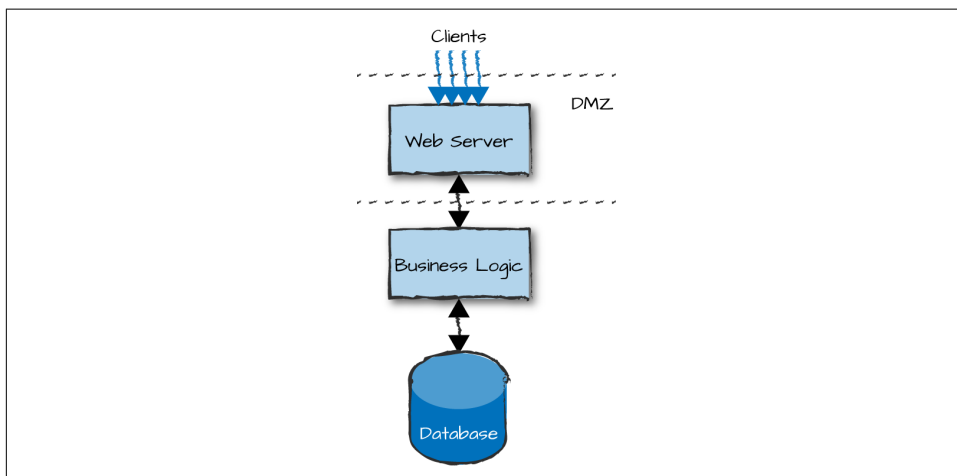 Clients
DMZ
Web Server
Business Logic
Database